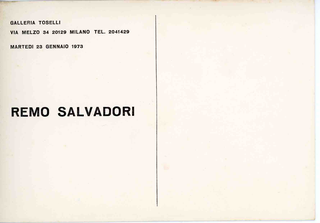 GALLERIA TOSELLI
VIA MELZO 34 20129 MILANO TEL. 2041429
MARTEDI 23 GENNAIO 1973
REMO SALVADORI